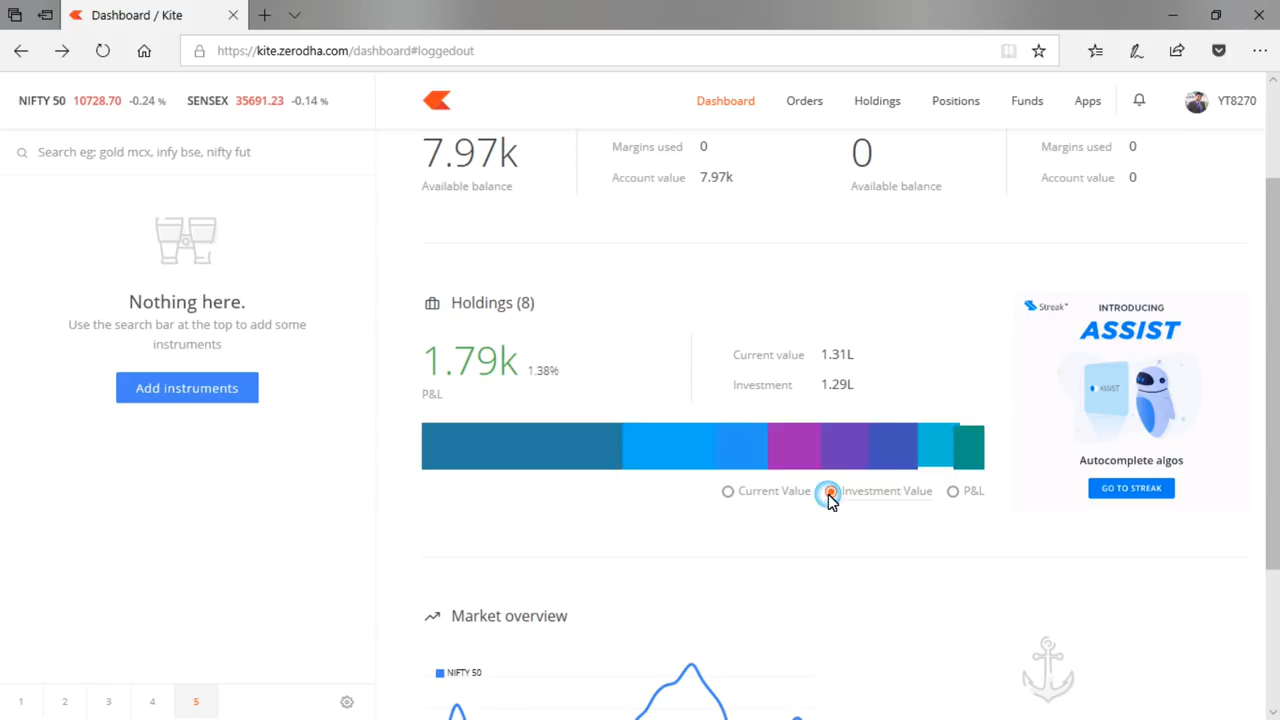 Dashboard / Kite
https://kite.zerodha.com/dashboard#loggedout
NIFTY 50 10728.70 -0.24 % SENSEX 35691.23 -0.14 %
Dashboard Orders Holdings Positions Funds Apps YT8270
Search eg: gold mcx, infy bse, nifty fut
7.97k Margins used 0 0 Margins used 0
Available balance Account value 7.97k Available balance Account value 0
Nothing here.
Use the search bar at the top to add some
instruments
Add instruments
Holdings (8)
1.79k 1.38% Current value 1.31L
P&L Investment 1.29L
Current Value Investment Value P&L
Streak
INTRODUCING
ASSIST
ASSIST
Autocomplete algos
GO TO STREAK
Market overview
NIFTY 50
1 2 3 4 5